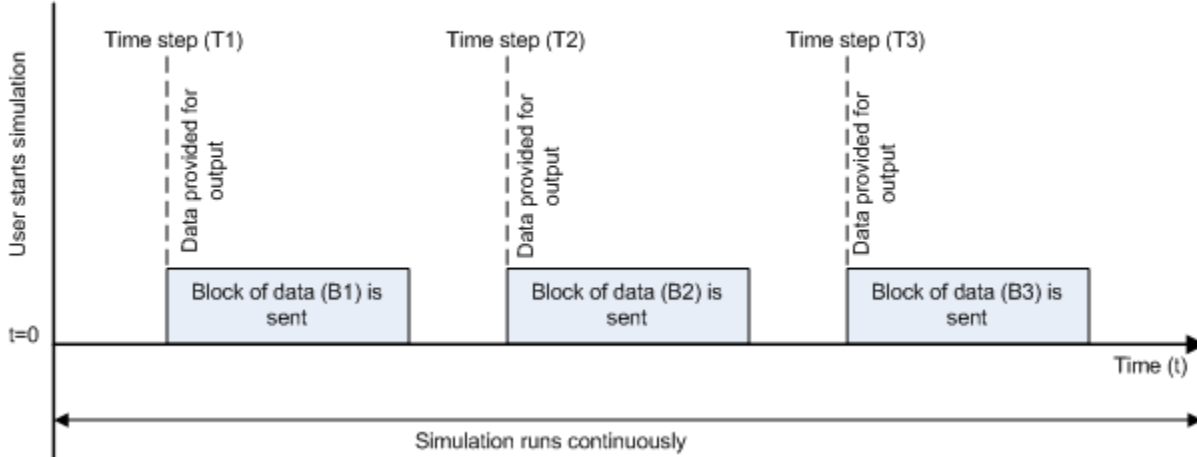 User starts simulation
Time step (T1)
Time step (T2)
Time step (T3)
Data provided for
output
Data provided for
output
Data provided for
output
Block of data (B1) is
sent
Block of data (B2) is
sent
Block of data (B3) is
sent
t=0
Time (t)
Simulation runs continuously